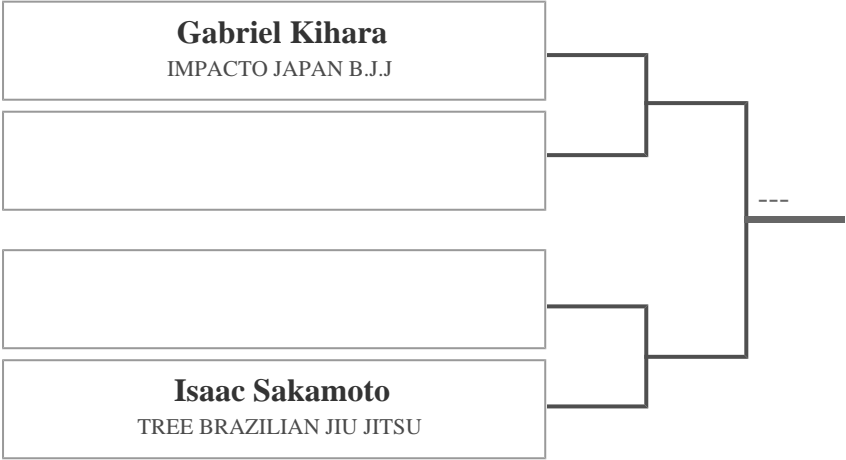 Gabriel Kihara
IMPACTO JAPAN B.J.J
---
Isaac Sakamoto
TREE BRAZILIAN JIU JITSU